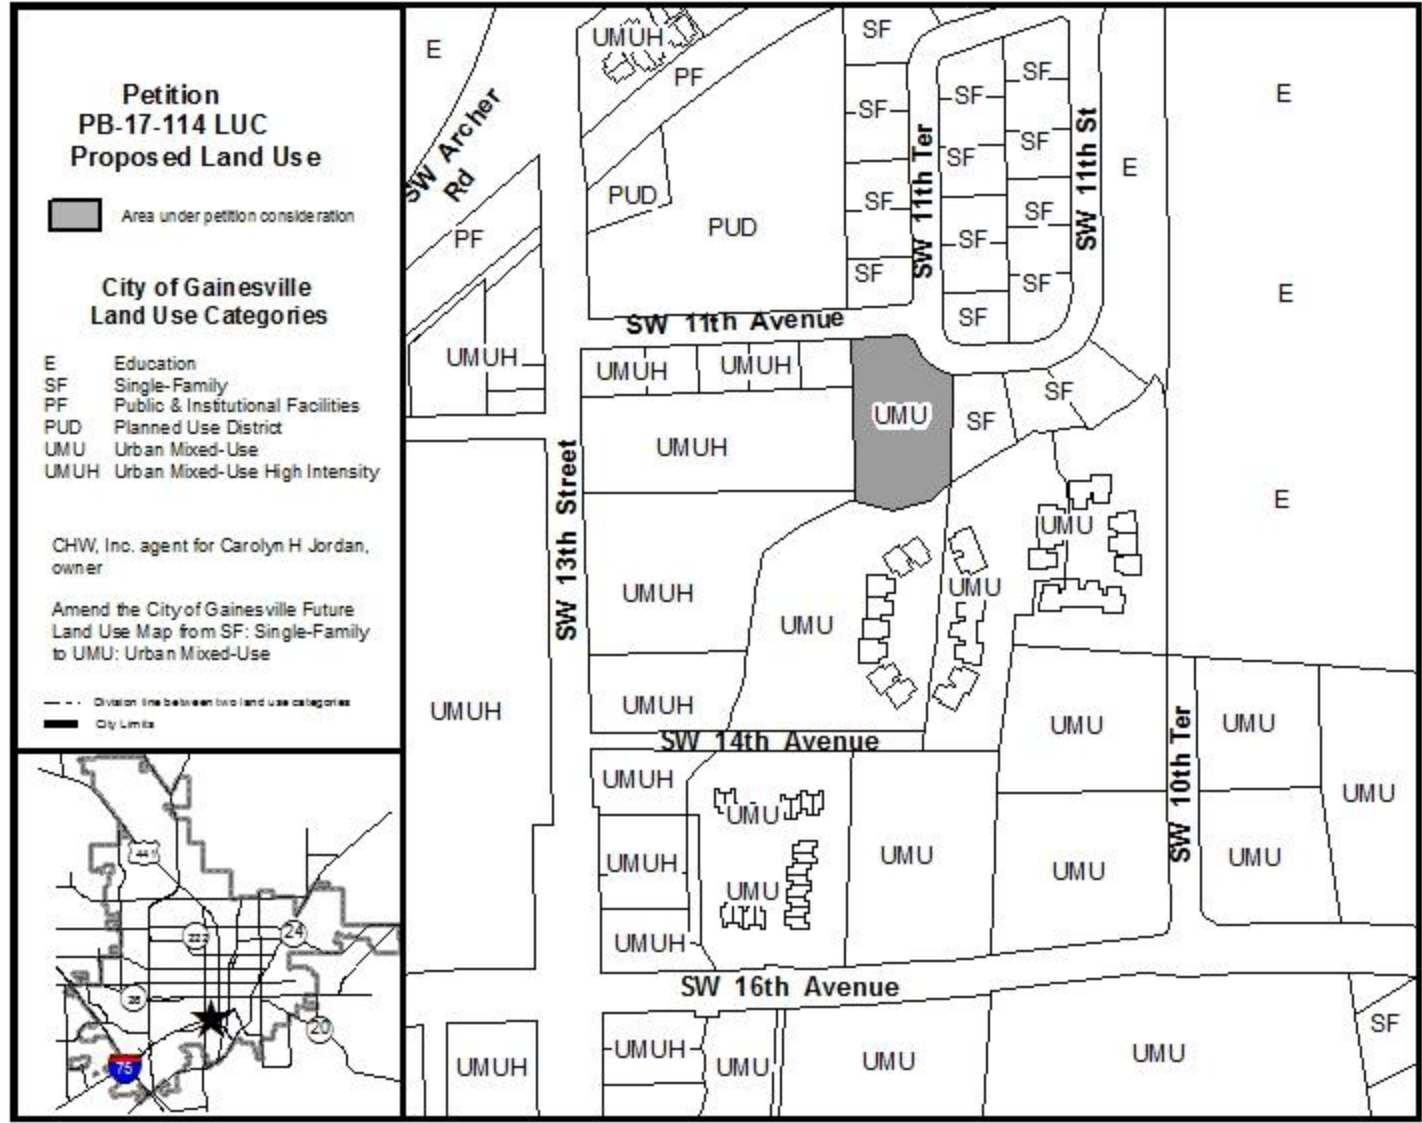 Petition
PB-17-114 LUC
Proposed Land Use
Area under petition consideration
City of Gainesville
Land Use Categories
E Education
SF Single-Family
PF Public & Institutional Facilities
PUD Planned Use District
UMU Urban Mixed-Use
UMUH Urban Mixed-Use High Intensity
CHW, Inc. agent for Carolyn H Jordan,
owner
Amend the City of Gainesville Future
Land Use Map from SF: Single-Family
to UMU: Urban Mixed-Use
Division line between two land use categories
City Limits
441
222
24
26
20
75
E
UMUH
PF
SF
SF
SF
E
SW Archer
Rd
SF
SF
SW 11th Ter
SF
SF
SW 11th St
E
PUD
SF
SF
PF
PUD
SF
SF
SF
SF
E
SW 11th Avenue
SF
UMUH
UMUH
UMUH
SF
UMU
SF
UMUH
SW 13th Street
E
UMU
UMUH
UMU
UMU
UMUH
UMUH
SW 14th Avenue
UMU
SW 10th Ter
UMU
UMUH
UMU
UMU
UMUH
UMU
UMU
UMU
UMU
UMUH
SW 16th Avenue
SF
UMUH
UMUH
UMU
UMU
UMU